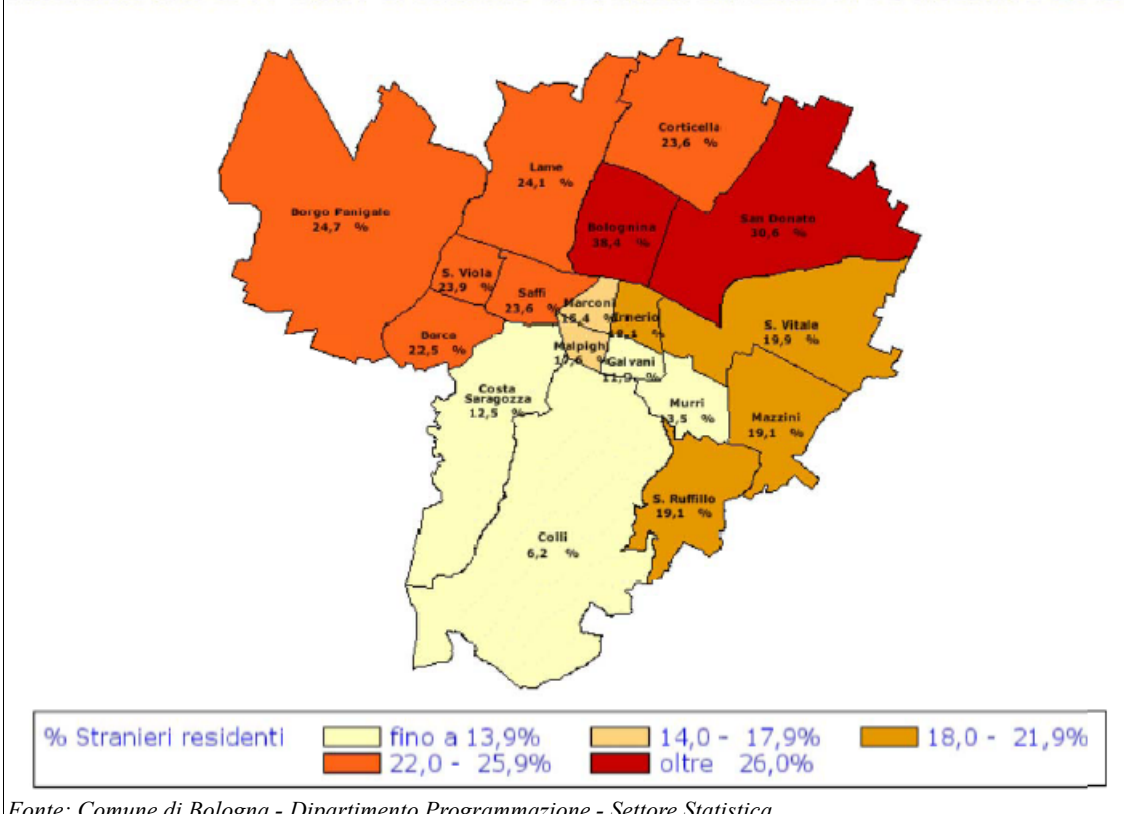 Corticella
23,6 %
Lame
24,1 %
Borgo Panigale
24,7 %
San Donato
30,6 %
Bolognina
38,4 %
S. Viola
23,9 %
Saffi
23,6 %
Marconi
%
Irnerio
%
S. Vitale
19,9 %
Barca
22,5 %
Malpighi
%
Galvani
11,9 %
Costa
Saragozza
12,5 %
Murri
13,5 %
Mazzini
19,1 %
S. Ruffillo
19,1 %
Colli
6,2 %
% Stranieri residenti
fino a 13,9%
14,0 - 17,9%
18,0 - 21,9%
22,0 - 25,9%
oltre 26,0%
Fonte: Comune di Bologna - Dipartimento Programmazione - Settore Statistica